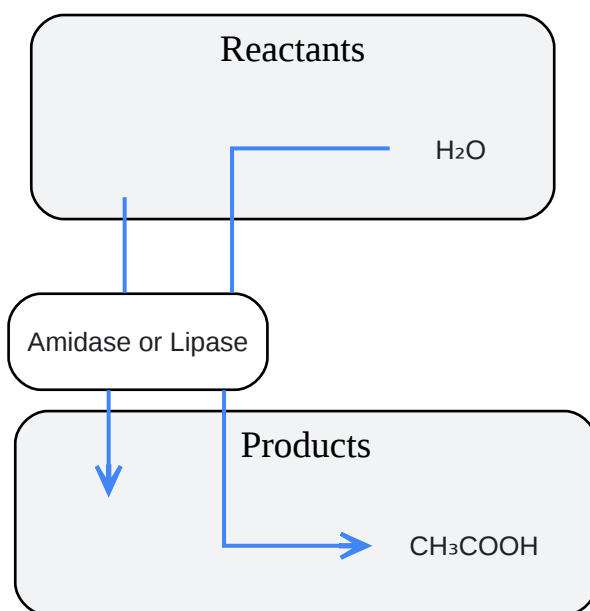 Reactants
H₂O
Amidase or Lipase
Products
CH₃COOH